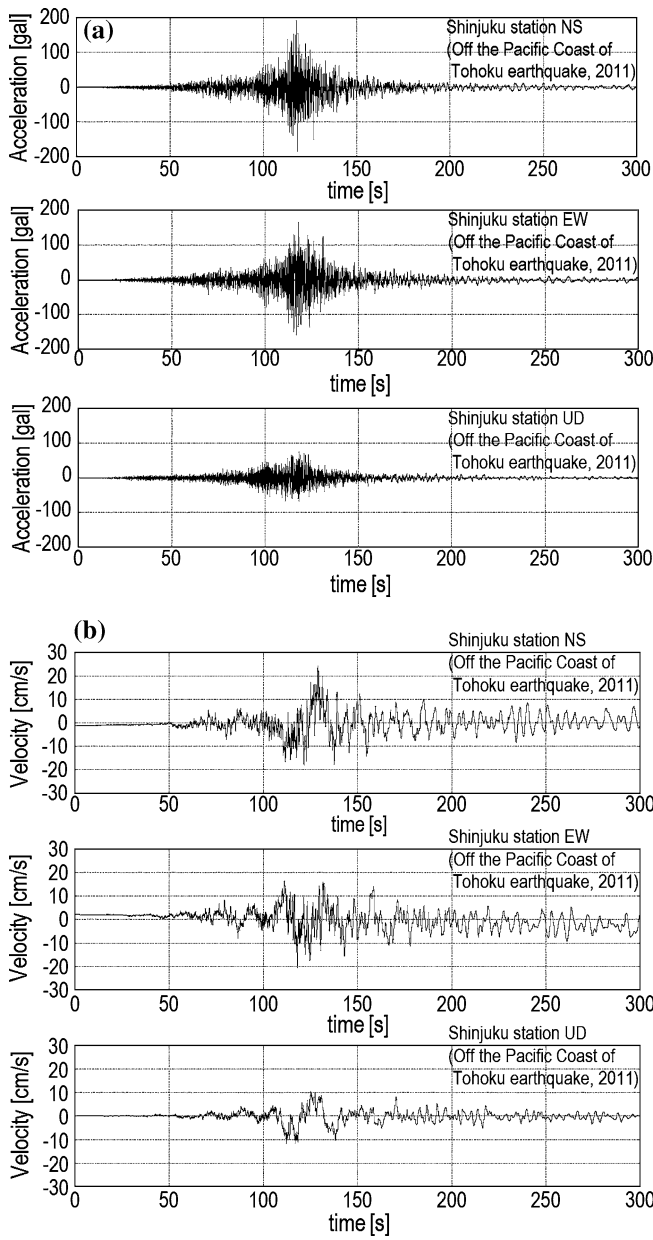 (a)
Shinjuku station NS
(Off the Pacific Coast of
Tohoku earthquake, 2011)
Acceleration [gal]
200
100
0
-100
-200
0 50 100 150 200 250 300
time [s]
Shinjuku station EW
(Off the Pacific Coast of
Tohoku earthquake, 2011)
Acceleration [gal]
200
100
0
-100
-200
0 50 100 150 200 250 300
time [s]
Shinjuku station UD
(Off the Pacific Coast of
Tohoku earthquake, 2011)
Acceleration [gal]
200
100
0
-100
-200
0 50 100 150 200 250 300
time [s]
(b)
Shinjuku station NS
(Off the Pacific Coast of
Tohoku earthquake, 2011)
Velocity [cm/s]
30
20
10
0
-10
-20
-30
0 50 100 150 200 250 300
time [s]
Shinjuku station EW
(Off the Pacific Coast of
Tohoku earthquake, 2011)
Velocity [cm/s]
30
20
10
0
-10
-20
-30
0 50 100 150 200 250 300
time [s]
Shinjuku station UD
(Off the Pacific Coast of
Tohoku earthquake, 2011)
Velocity [cm/s]
30
20
10
0
-10
-20
-30
0 50 100 150 200 250 300
time [s]